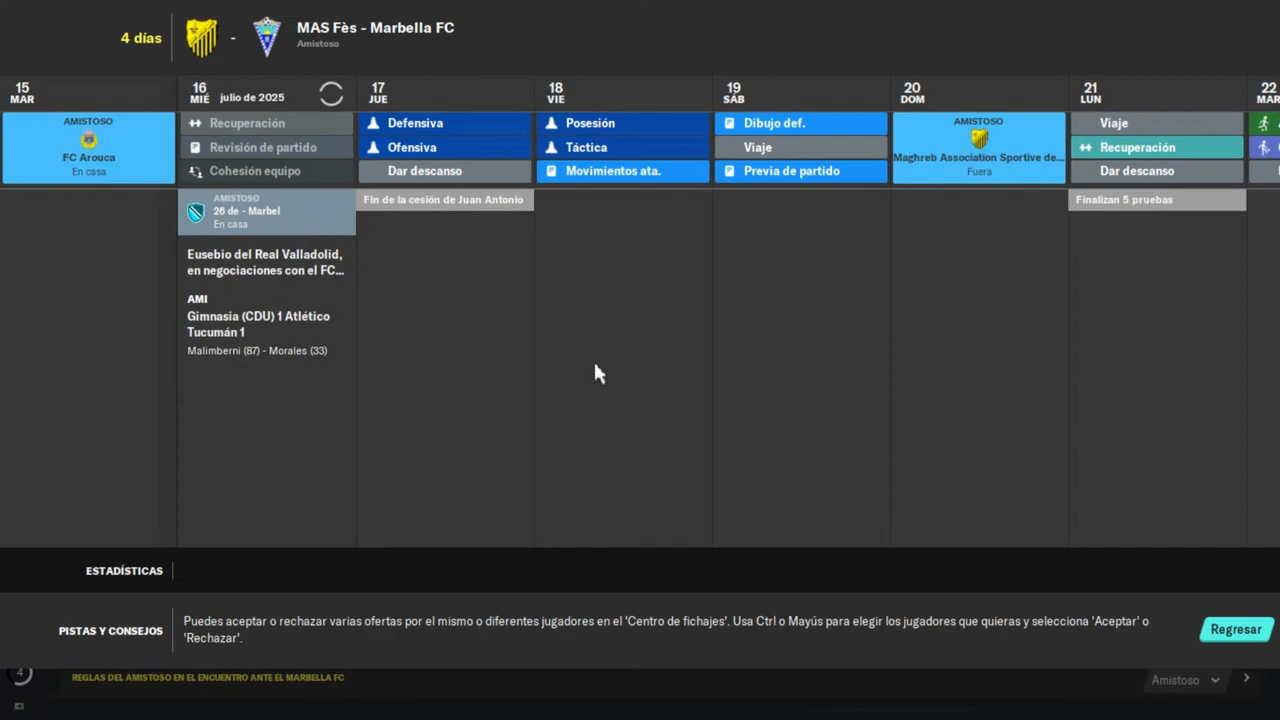 4 días
-
MAS Fès - Marbella FC
Amistoso
15
MAR
16
MIÉ
julio de 2025
17
JUE
18
VIE
19
SÁB
20
DOM
21
LUN
22
MAR
AMISTOSO
FC Arouca
En casa
Recuperación
Revisión de partido
Cohesión equipo
Defensiva
Ofensiva
Dar descanso
Posesión
Táctica
Movimientos ata.
Dibujo def.
Viaje
Previa de partido
AMISTOSO
Maghreb Association Sportive de...
Fuera
Viaje
Recuperación
Dar descanso
AMISTOSO
26 de - Marbel
En casa
Fin de la cesión de Juan Antonio
Finalizan 5 pruebas
Eusebio del Real Valladolid,
en negociaciones con el FC...
AMI
Gimnasia (CDU) 1 Atlético
Tucumán 1
Malimberni (87) - Morales (33)
ESTADÍSTICAS
PISTAS Y CONSEJOS
Puedes aceptar o rechazar varias ofertas por el mismo o diferentes jugadores en el 'Centro de fichajes'. Usa Ctrl o Mayús para elegir los jugadores que quieras y selecciona 'Aceptar' o
'Rechazar'.
Regresar
4
REGLAS DEL AMISTOSO EN EL ENCUENTRO ANTE EL MARBELLA FC
Amistoso